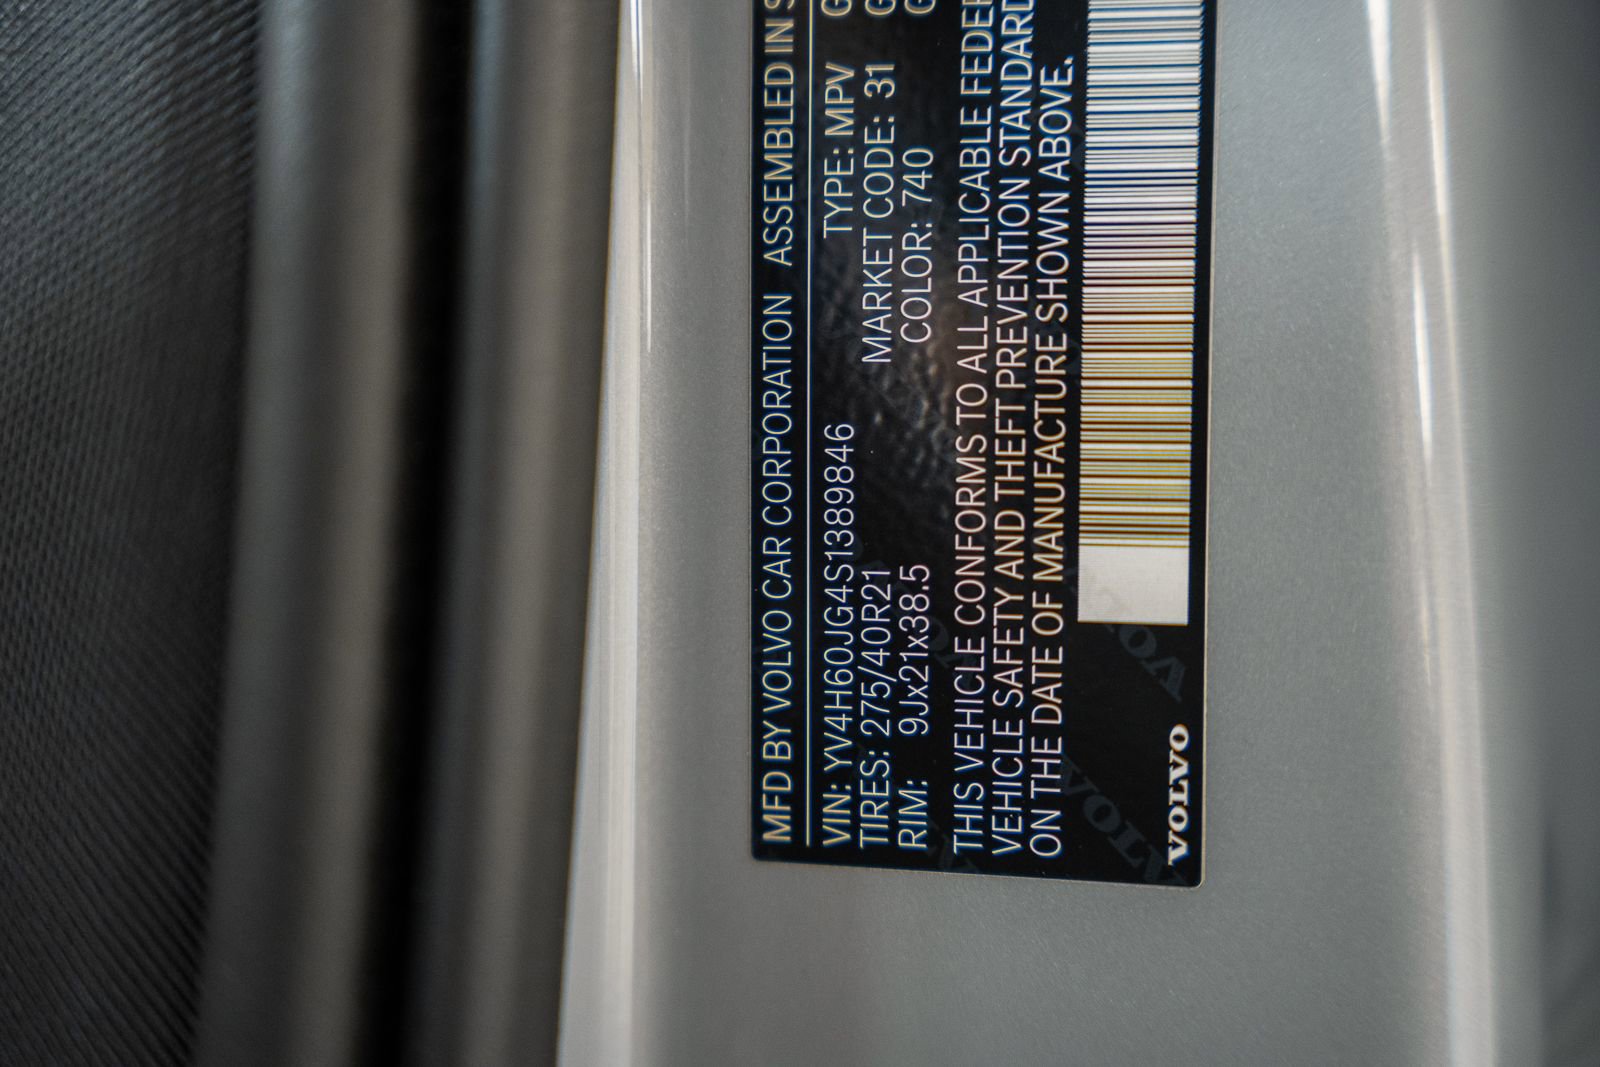 MFD BY VOLVO CAR CORPORATION ASSEMBLED IN
VIN: YV4H60JG4S1389846 TYPE: MPV G
TIRES: 275/40R21 MARKET CODE: 31 G
RIM: 9Jx21x38.5 COLOR: 740 G
THIS VEHICLE CONFORMS TO ALL APPLICABLE FEDER
VEHICLE SAFETY AND THEFT PREVENTION STANDARD
ON THE DATE OF MANUFACTURE SHOWN ABOVE.
VOLVO